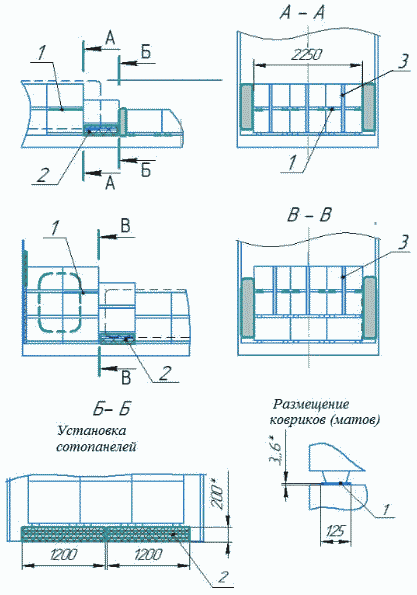 А
Б
1
2
А
Б
А – А
2250
3
1
В
1
2
В
В – В
3
Б– Б
Установка
сотопанелей
200*
1200
1200
2
Размещение
ковриков (матов)
3...6*
125
1